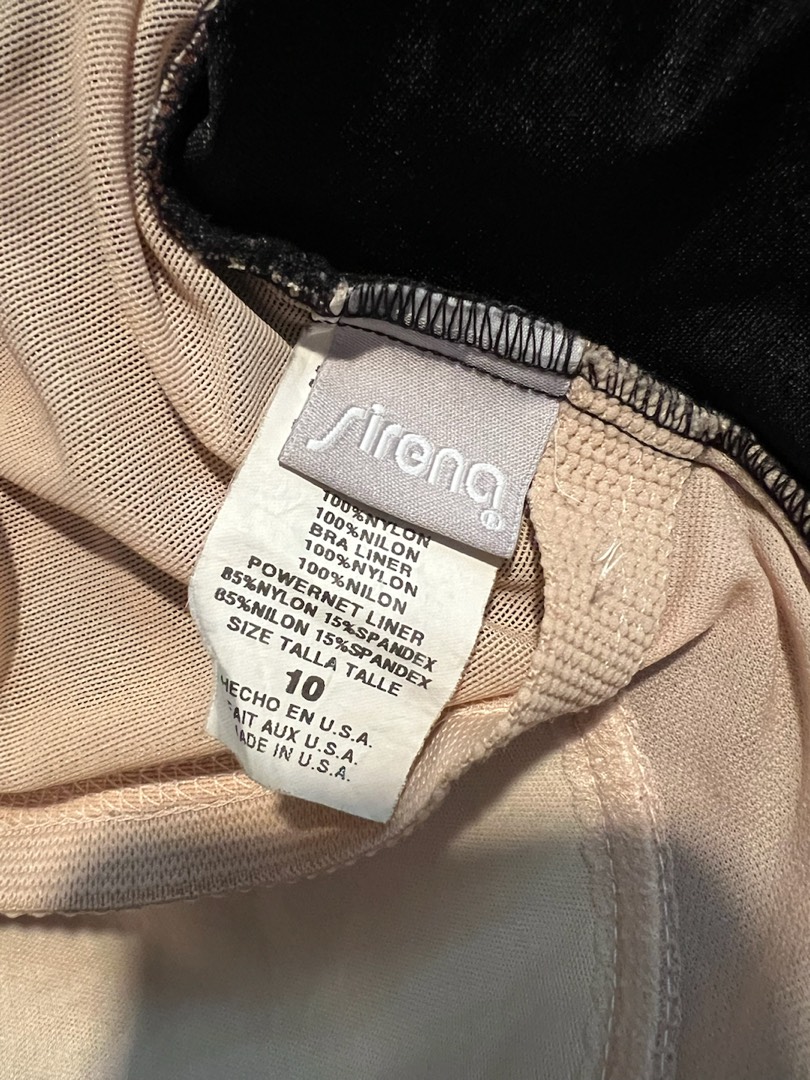 sirena
100%NYLON
100%NILON
BRA LINER
100%NYLON
100%NILON
POWERNET LINER
85%NYLON 15%SPANDEX
85%NILON 15%SPANDEX
SIZE TALLA TALLE
10
HECHO EN U.S.A.
FAIT AUX U.S.A.
MADE IN U.S.A.